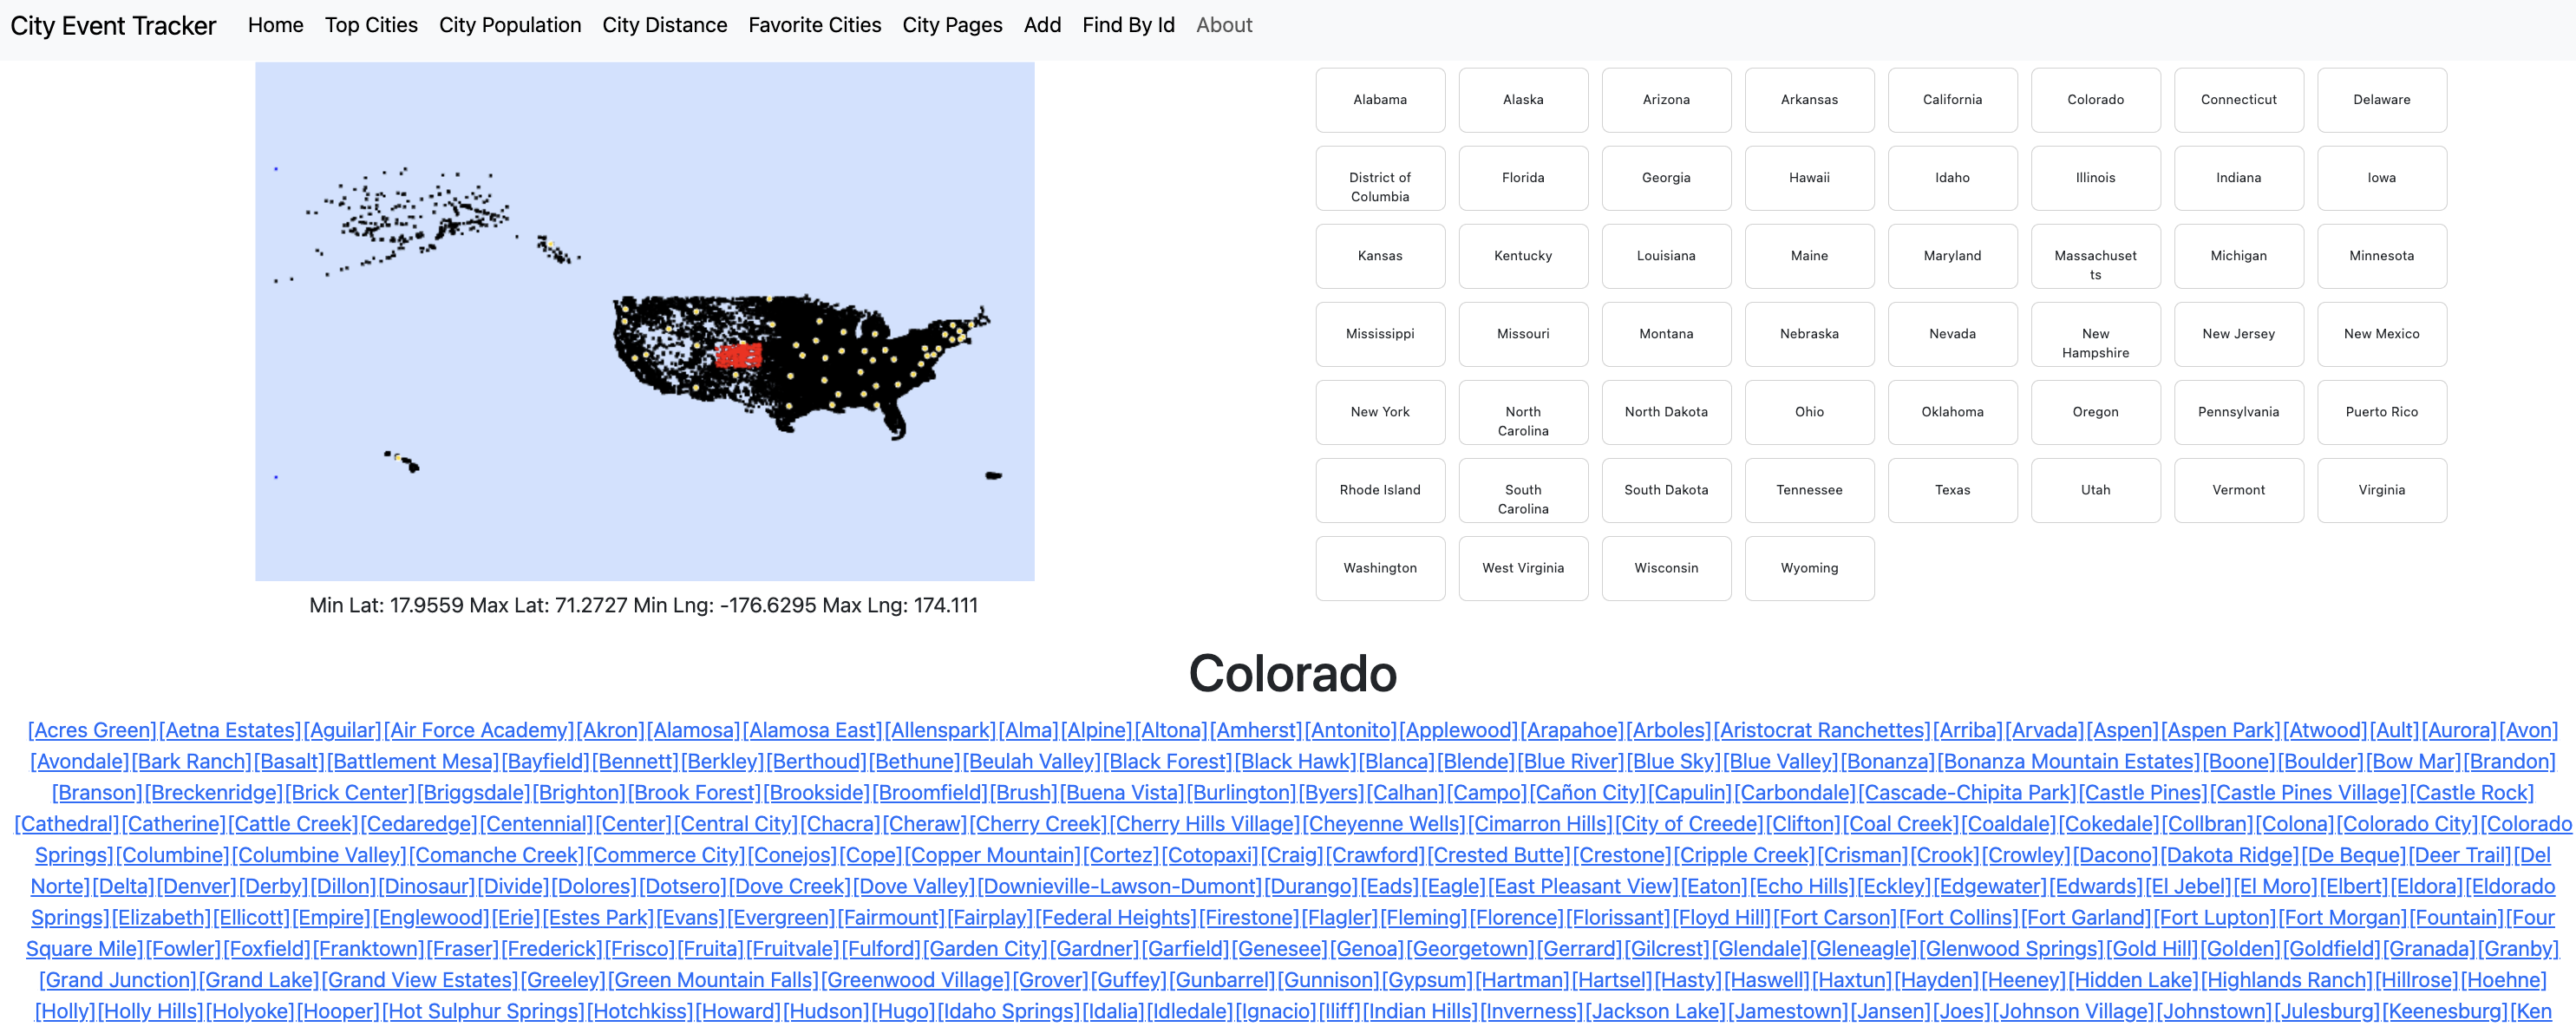 City Event Tracker Home Top Cities City Population City Distance Favorite Cities City Pages Add Find By Id About
Alabama Alaska Arizona Arkansas California Colorado Connecticut Delaware
District of Columbia Florida Georgia Hawaii Idaho Illinois Indiana Iowa
Kansas Kentucky Louisiana Maine Maryland Massachusetts Michigan Minnesota
Mississippi Missouri Montana Nebraska Nevada New Hampshire New Jersey New Mexico
New York North Carolina North Dakota Ohio Oklahoma Oregon Pennsylvania Puerto Rico
Rhode Island South Carolina South Dakota Tennessee Texas Utah Vermont Virginia
Washington West Virginia Wisconsin Wyoming
Min Lat: 17.9559 Max Lat: 71.2727 Min Lng: -176.6295 Max Lng: 174.111
Colorado
[Acres Green][Aetna Estates][Aguilar][Air Force Academy][Akron][Alamosa][Alamosa East][Allenspark][Alma][Alpine][Altona][Amherst][Antonito][Applewood][Arapahoe][Arboles][Aristocrat Ranchettes][Arriba][Arvada][Aspen][Aspen Park][Atwood][Ault][Aurora][Avon]
[Avondale][Bark Ranch][Basalt][Battlement Mesa][Bayfield][Bennett][Berkley][Berthoud][Bethune][Beulah Valley][Black Forest][Black Hawk][Blanca][Blende][Blue River][Blue Sky][Blue Valley][Bonanza][Bonanza Mountain Estates][Boone][Boulder][Bow Mar][Brandon]
[Branson][Breckenridge][Brick Center][Briggsdale][Brighton][Brook Forest][Brookside][Broomfield][Brush][Buena Vista][Burlington][Byers][Calhan][Campo][Cañon City][Capulin][Carbondale][Cascade-Chipita Park][Castle Pines][Castle Pines Village][Castle Rock]
[Cathedral][Catherine][Cattle Creek][Cedaredge][Centennial][Center][Central City][Chacra][Cheraw][Cherry Creek][Cherry Hills Village][Cheyenne Wells][Cimarron Hills][City of Creede][Clifton][Coal Creek][Coaldale][Cokedale][Collbran][Colona][Colorado City][Colorado
Springs][Columbine][Columbine Valley][Comanche Creek][Commerce City][Conejos][Cope][Copper Mountain][Cortez][Cotopaxi][Craig][Crawford][Crested Butte][Crestone][Cripple Creek][Crisman][Crook][Crowley][Dacono][Dakota Ridge][De Beque][Deer Trail][Del
Norte][Delta][Denver][Derby][Dillon][Dinosaur][Divide][Dolores][Dotsero][Dove Creek][Dove Valley][Downieville-Lawson-Dumont][Durango][Eads][Eagle][East Pleasant View][Eaton][Echo Hills][Eckley][Edgewater][Edwards][El Jebel][El Moro][Elbert][Eldora][Eldorado
Springs][Elizabeth][Ellicott][Empire][Englewood][Erie][Estes Park][Evans][Evergreen][Fairmount][Fairplay][Federal Heights][Firestone][Flagler][Fleming][Florence][Florissant][Floyd Hill][Fort Carson][Fort Collins][Fort Garland][Fort Lupton][Fort Morgan][Fountain][Four
Square Mile][Fowler][Foxfield][Franktown][Fraser][Frederick][Frisco][Fruita][Fruitvale][Fulford][Garden City][Gardner][Garfield][Genesee][Genoa][Georgetown][Gerrard][Gilcrest][Glendale][Gleneagle][Glenwood Springs][Gold Hill][Golden][Goldfield][Granada][Granby]
[Grand Junction][Grand Lake][Grand View Estates][Greeley][Green Mountain Falls][Greenwood Village][Grover][Guffey][Gunbarrel][Gunnison][Gypsum][Hartman][Hartsel][Hasty][Haswell][Haxtun][Hayden][Heeney][Hidden Lake][Highlands Ranch][Hillrose][Hoehne]
[Holly][Holly Hills][Holyoke][Hooper][Hot Sulphur Springs][Hotchkiss][Howard][Hudson][Hugo][Idaho Springs][Idalia][Idledale][Ignacio][Iliff][Indian Hills][Inverness][Jackson Lake][Jamestown][Jansen][Joes][Johnson Village][Johnstown][Julesburg][Keenesburg][Ken